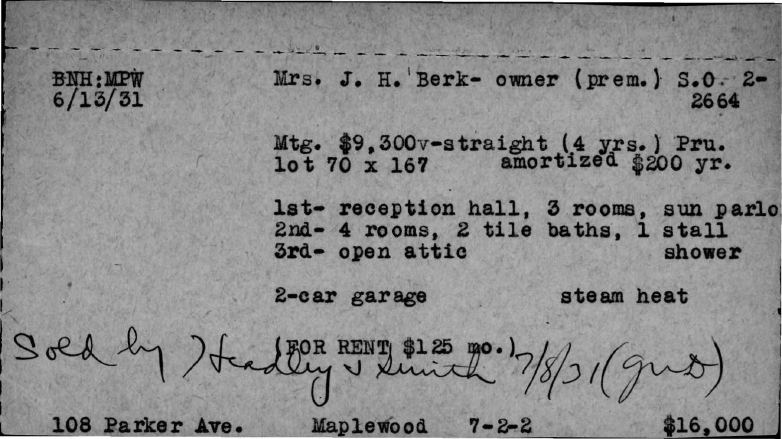 BNH:MPW Mrs. J. H. Berk- owner (prem.) S.O. 2-
6/13/31 2664
Mtg. $9,300v-straight (4 yrs.) Pru.
lot 70 x 167 amortized $200 yr.
1st- reception hall, 3 rooms, sun parlo
2nd- 4 rooms, 2 tile baths, 1 stall
3rd- open attic shower
2-car garage steam heat
(FOR RENT $125 mo.)
Sold by Headley & Smith 7/8/31
108 Parker Ave. Maplewood 7-2-2 $16,000